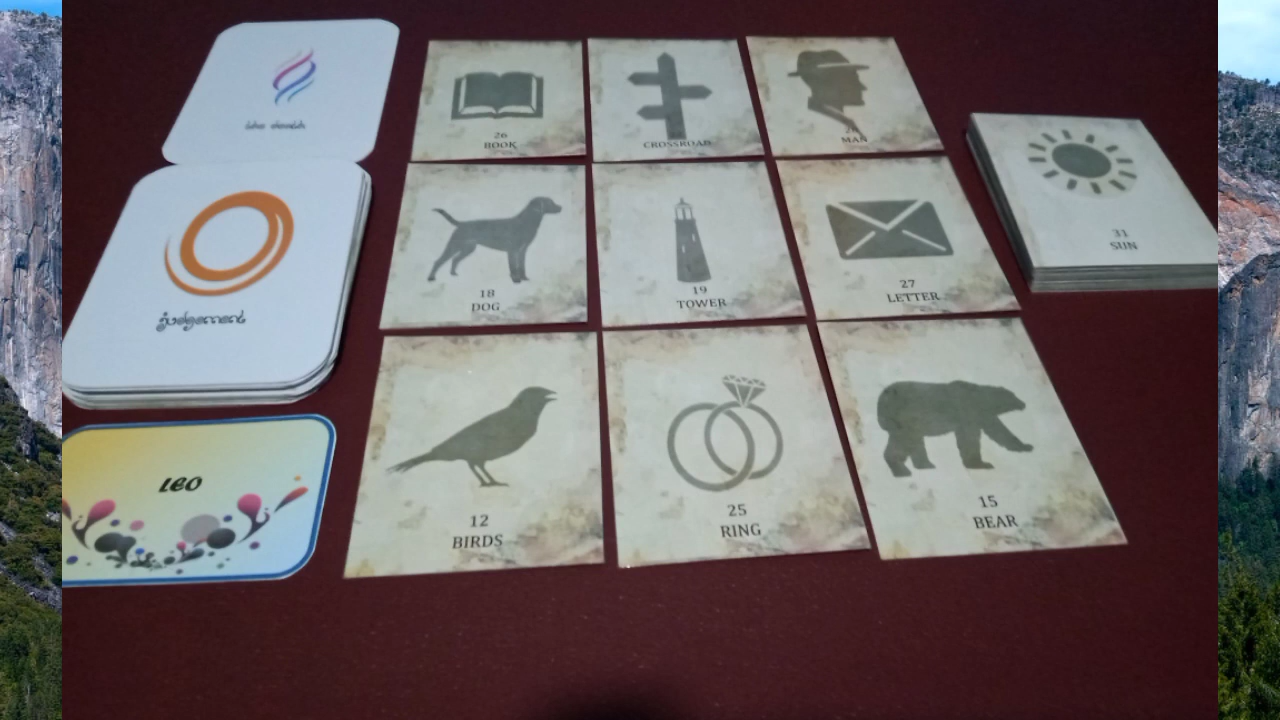 judgement
LEO
26
BOOK
CROSSROAD
MAN
18
DOG
19
TOWER
27
LETTER
12
BIRDS
25
RING
15
BEAR
31
SUN